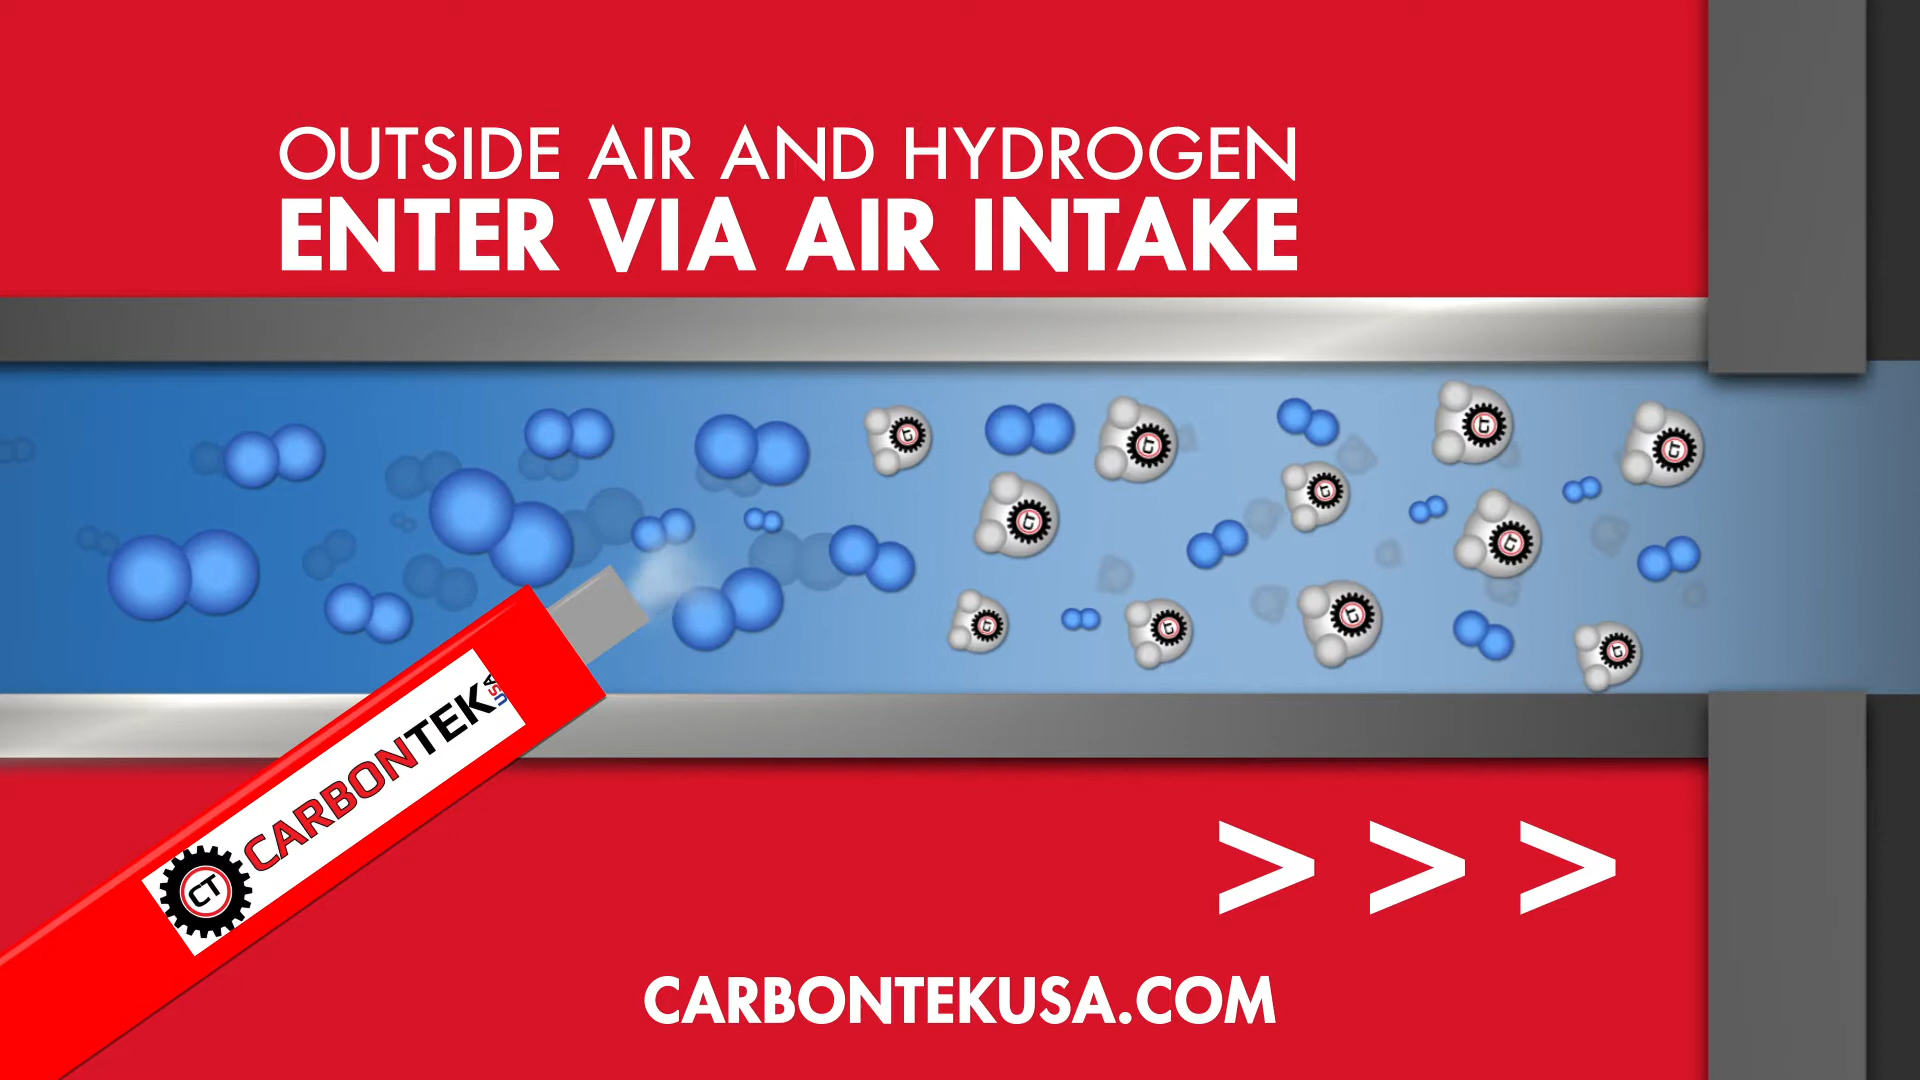 OUTSIDE AIR AND HYDROGEN
ENTER VIA AIR INTAKE
CT CARBONTEK USA
> > >
CARBONTEKUSA.COM